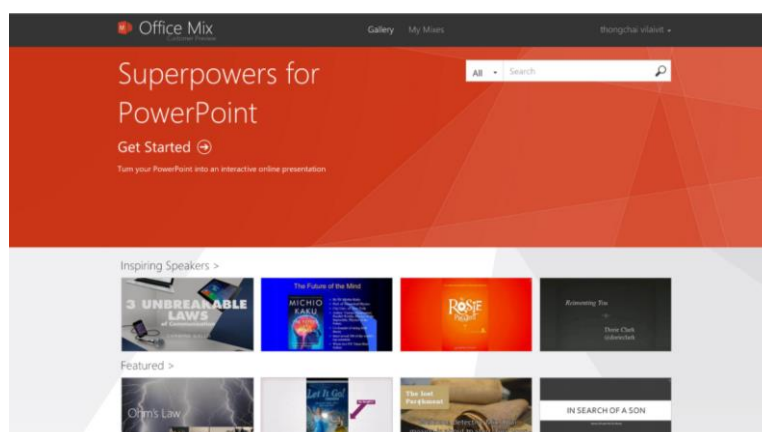 Office Mix
Customer Preview
Gallery My Mixes
thongchai vilaivit
Superpowers for
PowerPoint
All Search
Get Started
Turn your PowerPoint into an interactive online presentation
Inspiring Speakers >
3 UNBREAKABLE
LAWS
of Communication
The Future of the Mind
MICHIO
KAKU
ROSIE
PROJECT
Reinventing You
Dorie Clark
@dorieclark
Featured >
Ohm's Law
Let It Go!
The lost
Parchment
IN SEARCH OF A SON